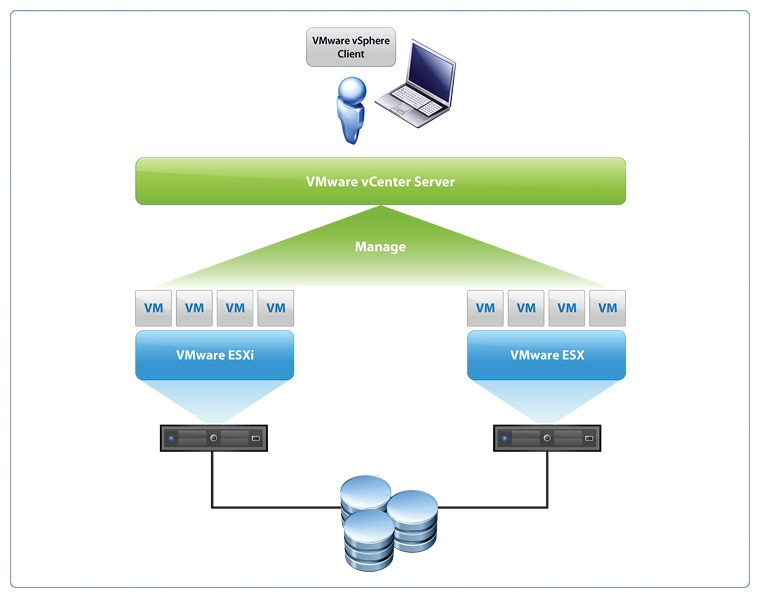 VMware vSphere
Client
VMware vCenter Server
Manage
VM VM VM VM VM VM VM VM
VMware ESXi VMware ESX